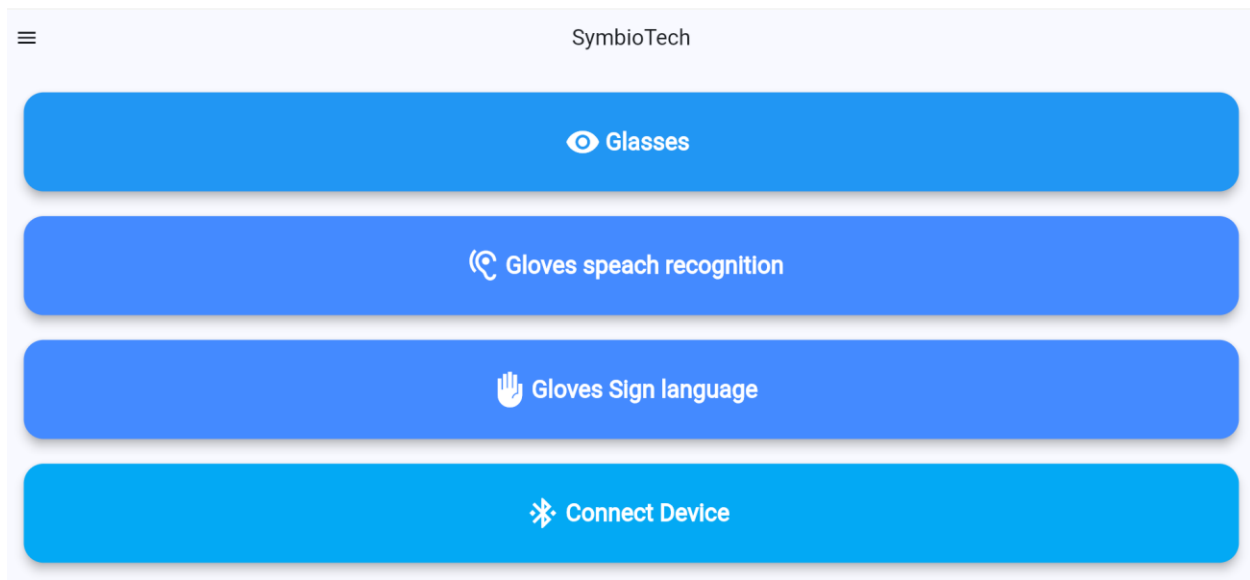 SymbioTech
Glasses
Gloves speach recognition
Gloves Sign language
Connect Device